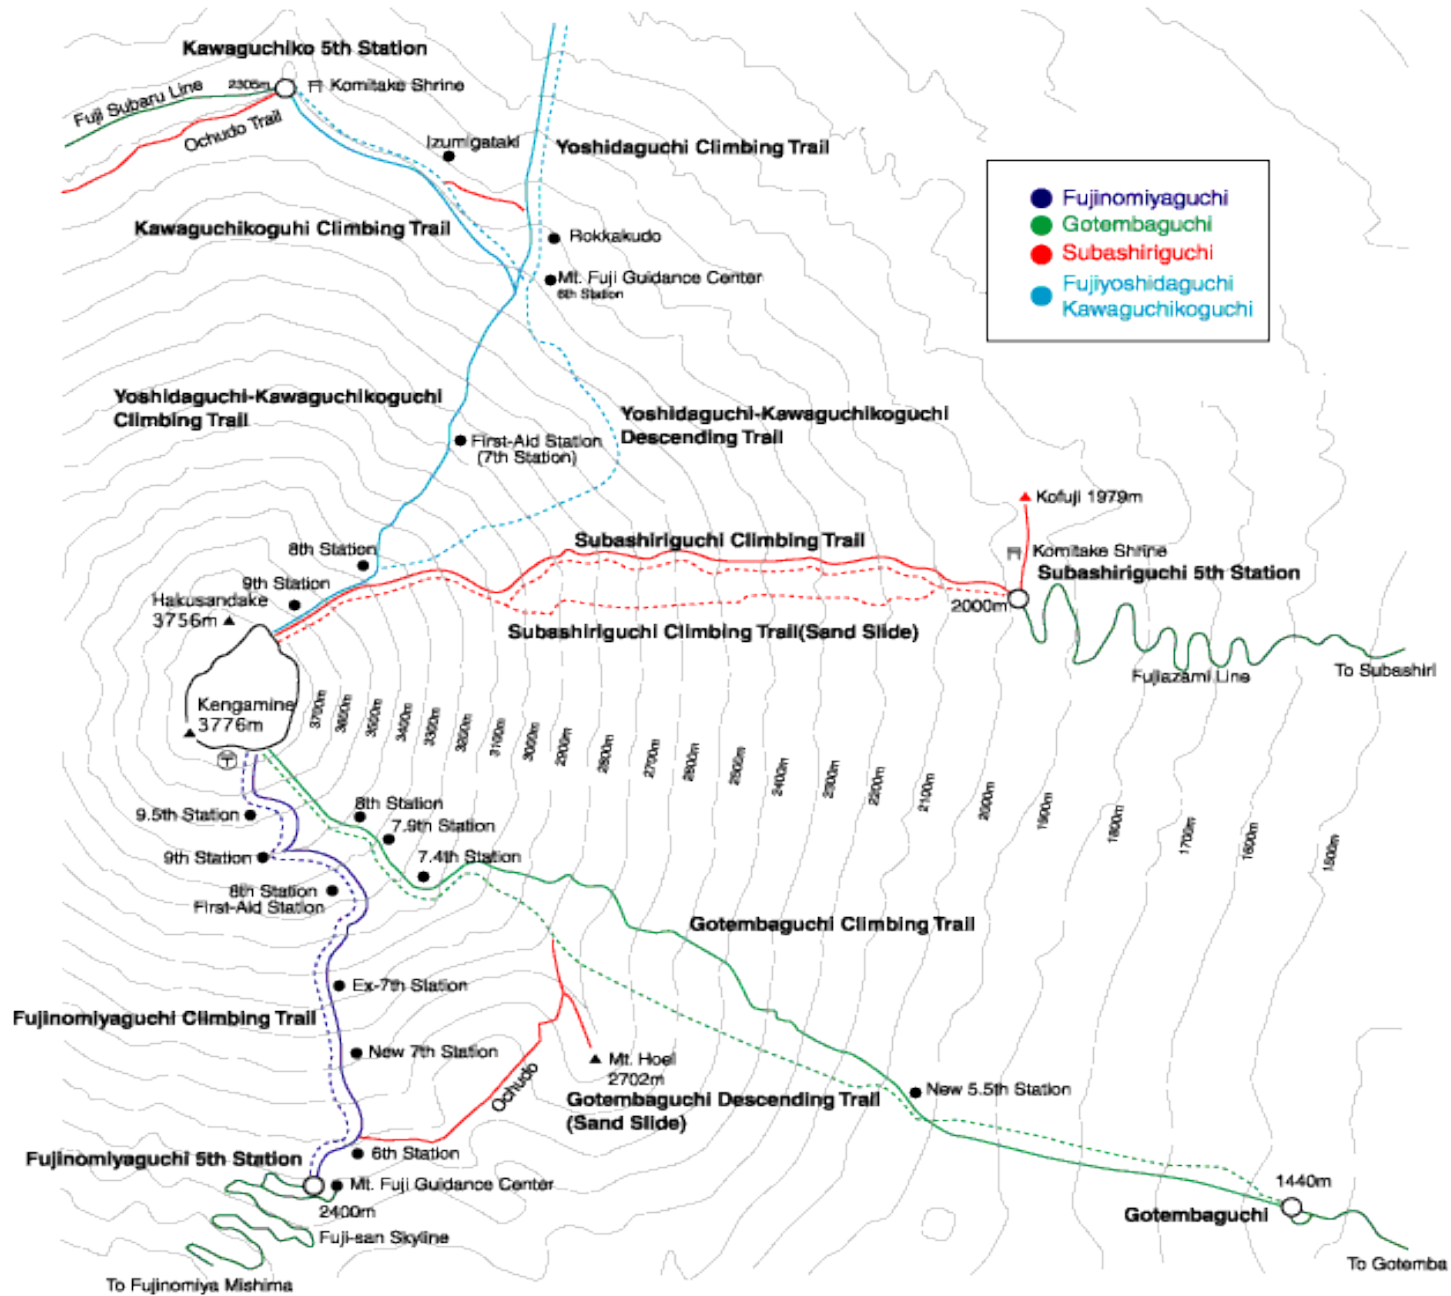 Kawaguchiko 5th Station
2305m
Komitake Shrine
Fuji Subaru Line
Ochudo Trail
Izumigataki
Yoshidaguchi Climbing Trail
Fujinomiyaguchi
Gotembaguchi
Subashiriguchi
Fujiyoshidaguchi
Kawaguchikoguchi
Kawaguchikoguhi Climbing Trail
Rokkakudo
Mt. Fuji Guidance Center
6th Station
Yoshidaguchi-Kawaguchikoguchi
Climbing Trail
Yoshidaguchi-Kawaguchikoguchi
Descending Trail
First-Aid Station
(7th Station)
Kofuji 1979m
Subashiriguchi Climbing Trail
8th Station
Komitake Shrine
Subashiriguchi 5th Station
9th Station
Hakusandake
3756m
2000m
Subashiriguchi Climbing Trail(Sand Slide)
Fujiazami Line
To Subashiri
Kengamine
3776m
3700m
3600m
3500m
3400m
3300m
3200m
3100m
3000m
2900m
2800m
2700m
2600m
2500m
2400m
2300m
2200m
2100m
2000m
1900m
1800m
1700m
1600m
1500m
9.5th Station
8th Station
7.9th Station
9th Station
7.4th Station
8th Station
First-Aid Station
Gotembaguchi Climbing Trail
Ex-7th Station
Fujinomiyaguchi Climbing Trail
New 7th Station
Mt. Hoei
2702m
Ochudo
Gotembaguchi Descending Trail
(Sand Slide)
New 5.5th Station
Fujinomiyaguchi 5th Station
6th Station
Mt. Fuji Guidance Center
2400m
1440m
Gotembaguchi
Fuji-san Skyline
To Gotemba
To Fujinomiya Mishima